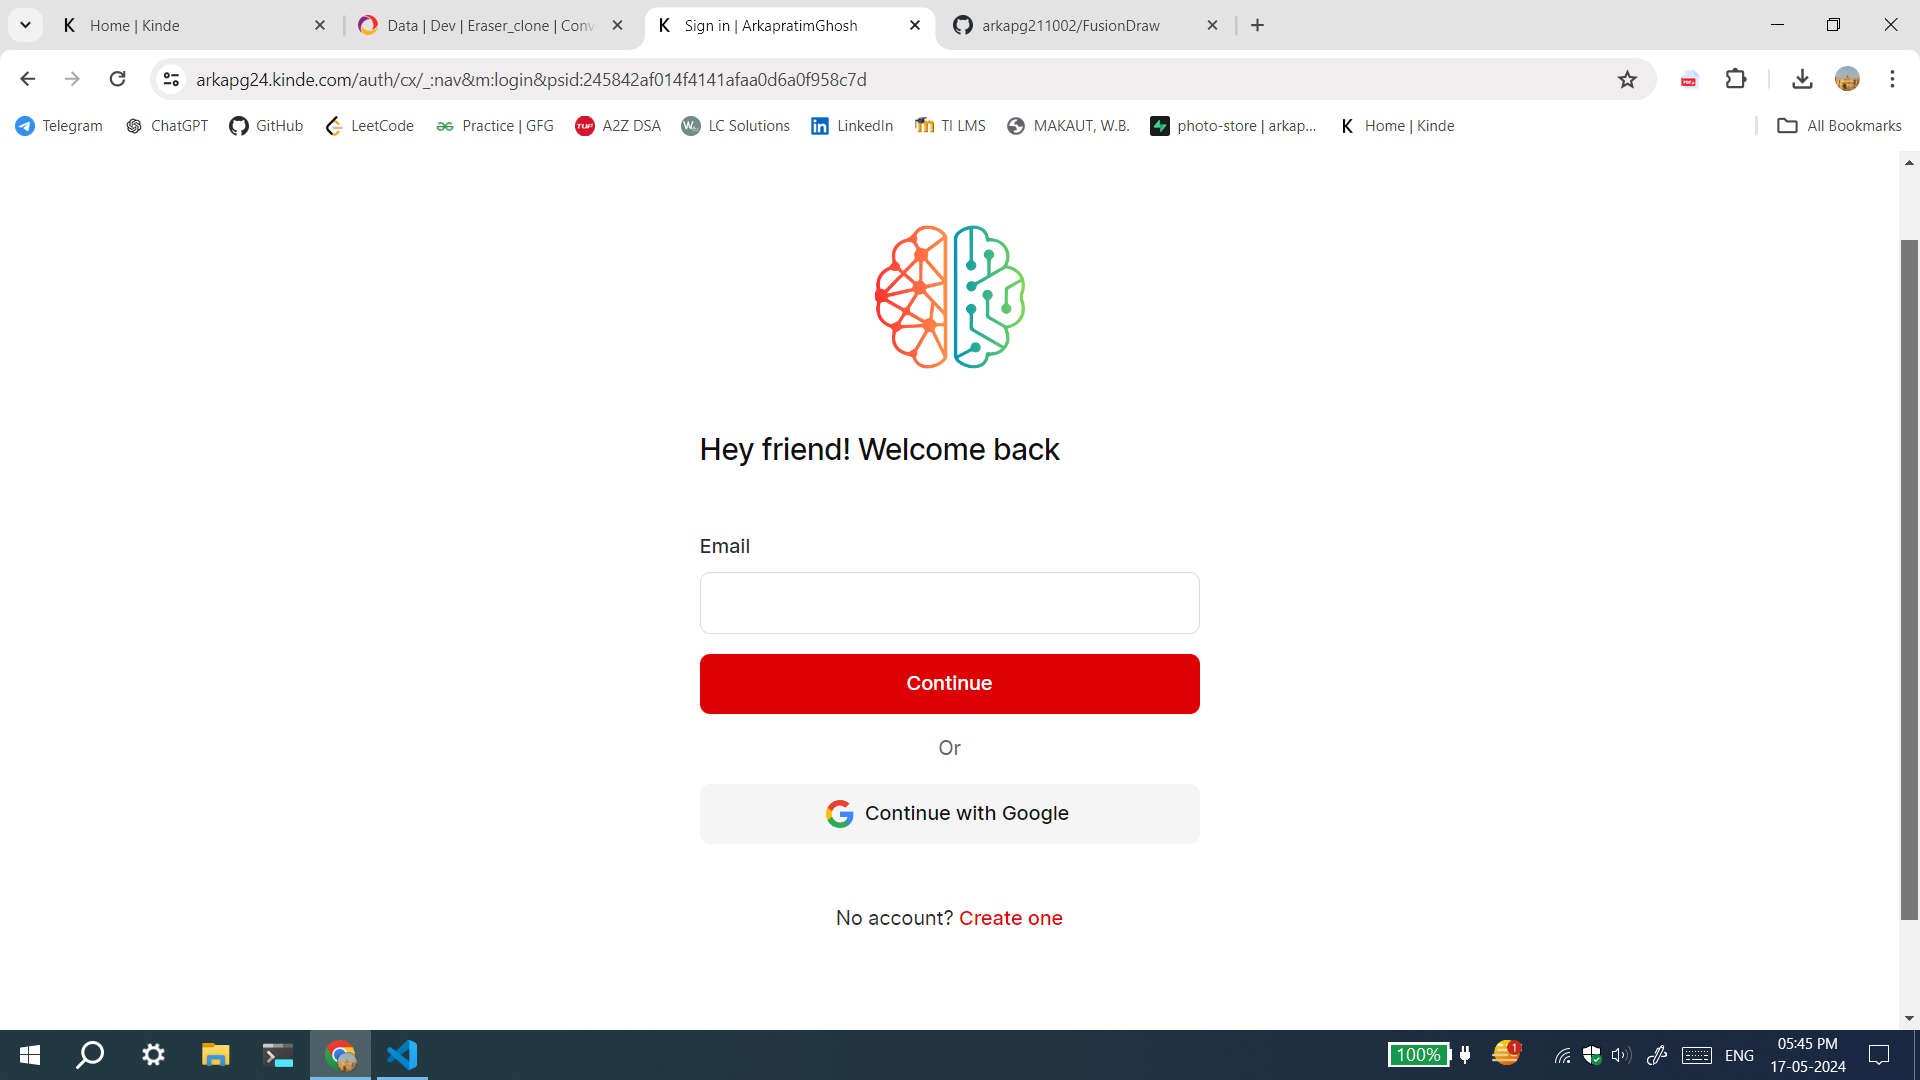 Home | Kinde
Data | Dev | Eraser_clone | Conv
Sign in | ArkapratimGhosh
arkapg211002/FusionDraw
arkapg24.kinde.com/auth/cx/_:nav&m:login&psid:245842af014f4141afaa0d6a0f958c7d
Telegram
ChatGPT
GitHub
LeetCode
Practice | GFG
A2Z DSA
LC Solutions
LinkedIn
TI LMS
MAKAUT, W.B.
photo-store | arkap...
Home | Kinde
All Bookmarks
Hey friend! Welcome back
Email
Continue
Or
Continue with Google
No account? Create one
100%
1
ENG
05:45 PM
17-05-2024